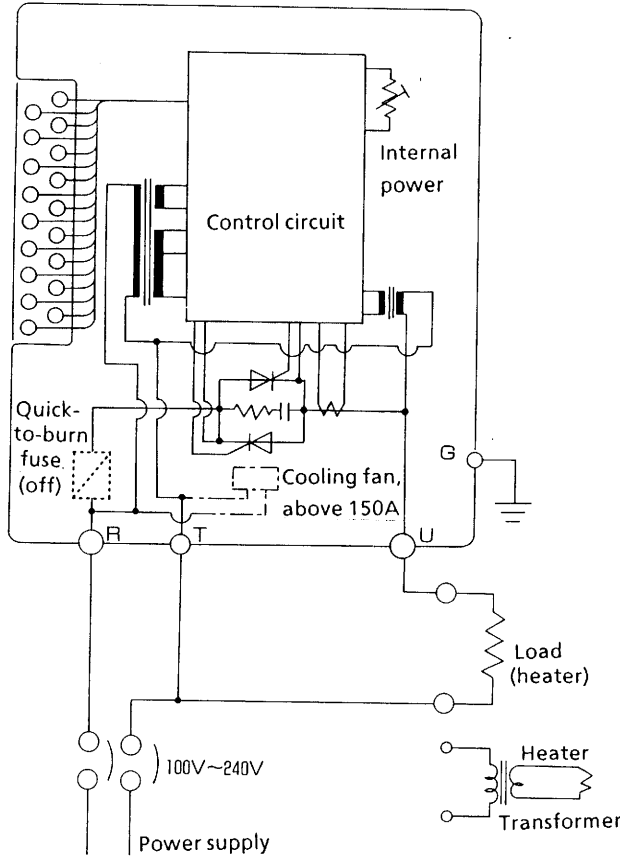 Internal
power
Control circuit
Quick-
to-burn
fuse.
(off)
Cooling fan,
above 150A
G
R
T
U
Load
(heater)
100V~240V
Heater
Transformer
Power supply